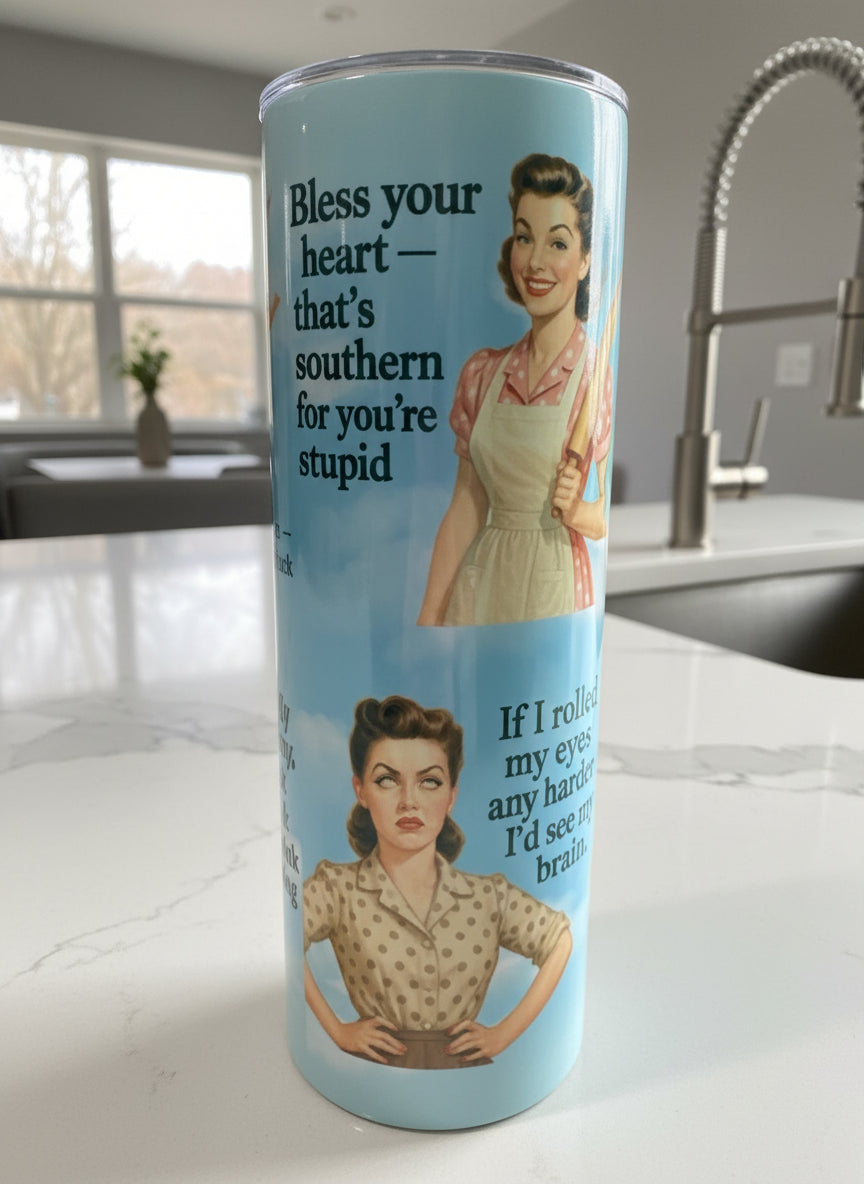 Bless your
heart —
that's
southern
for you're
stupid
If I rolled
my eyes
any harder
I'd see my
brain.